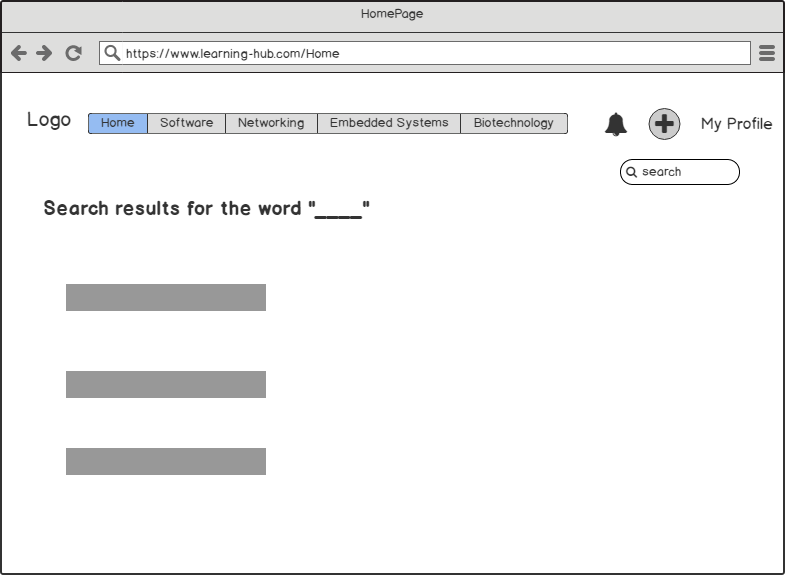 HomePage
https://www.learning-hub.com/Home
Logo
Home Software Networking Embedded Systems Biotechnology
My Profile
search
Search results for the word "____"